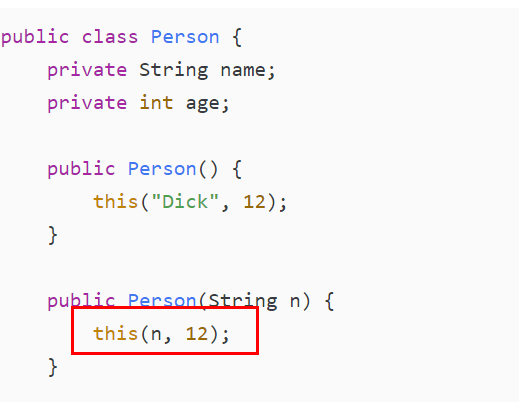 public class Person {
    private String name;
    private int age;
    public Person() {
        this("Dick", 12);
    }
    public Person(String n) {
        this(n, 12);
    }